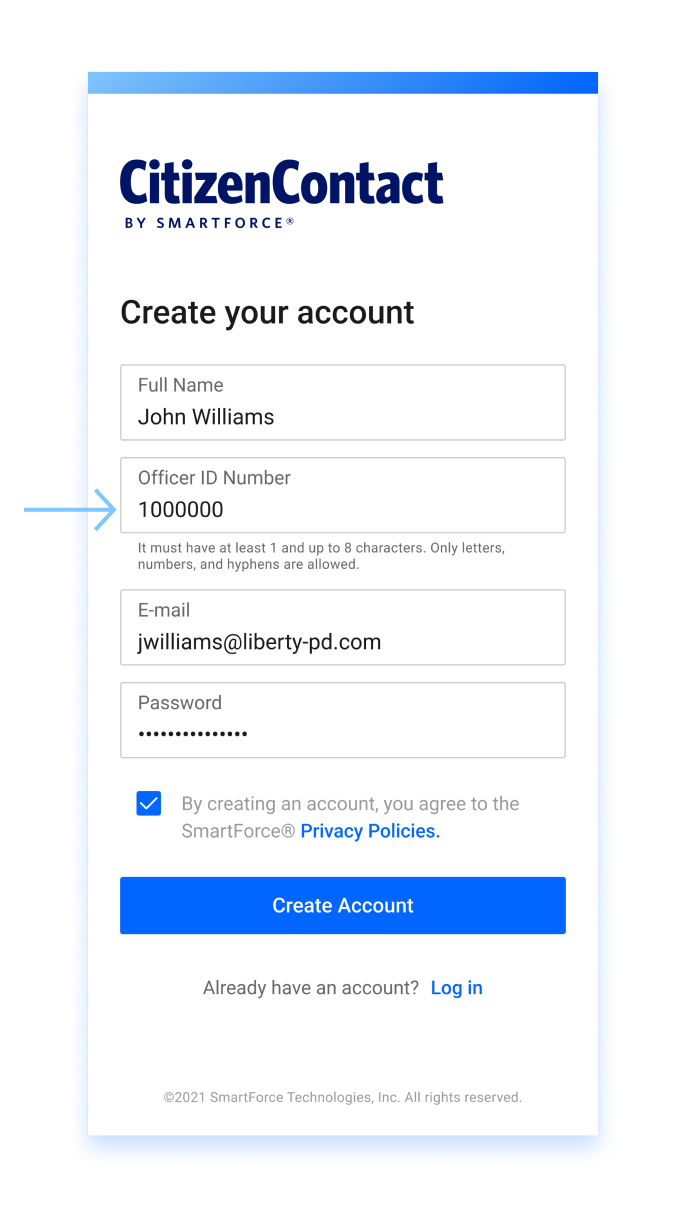 CitizenContact
BY SMARTFORCE®
Create your account
Full Name
John Williams
Officer ID Number
1000000
It must have at least 1 and up to 8 characters. Only letters,
numbers, and hyphens are allowed.
E-mail
jwilliams@liberty-pd.com
Password
•••••••••••••••
By creating an account, you agree to the
SmartForce® Privacy Policies.
Create Account
Already have an account? Log in
©2021 SmartForce Technologies, Inc. All rights reserved.